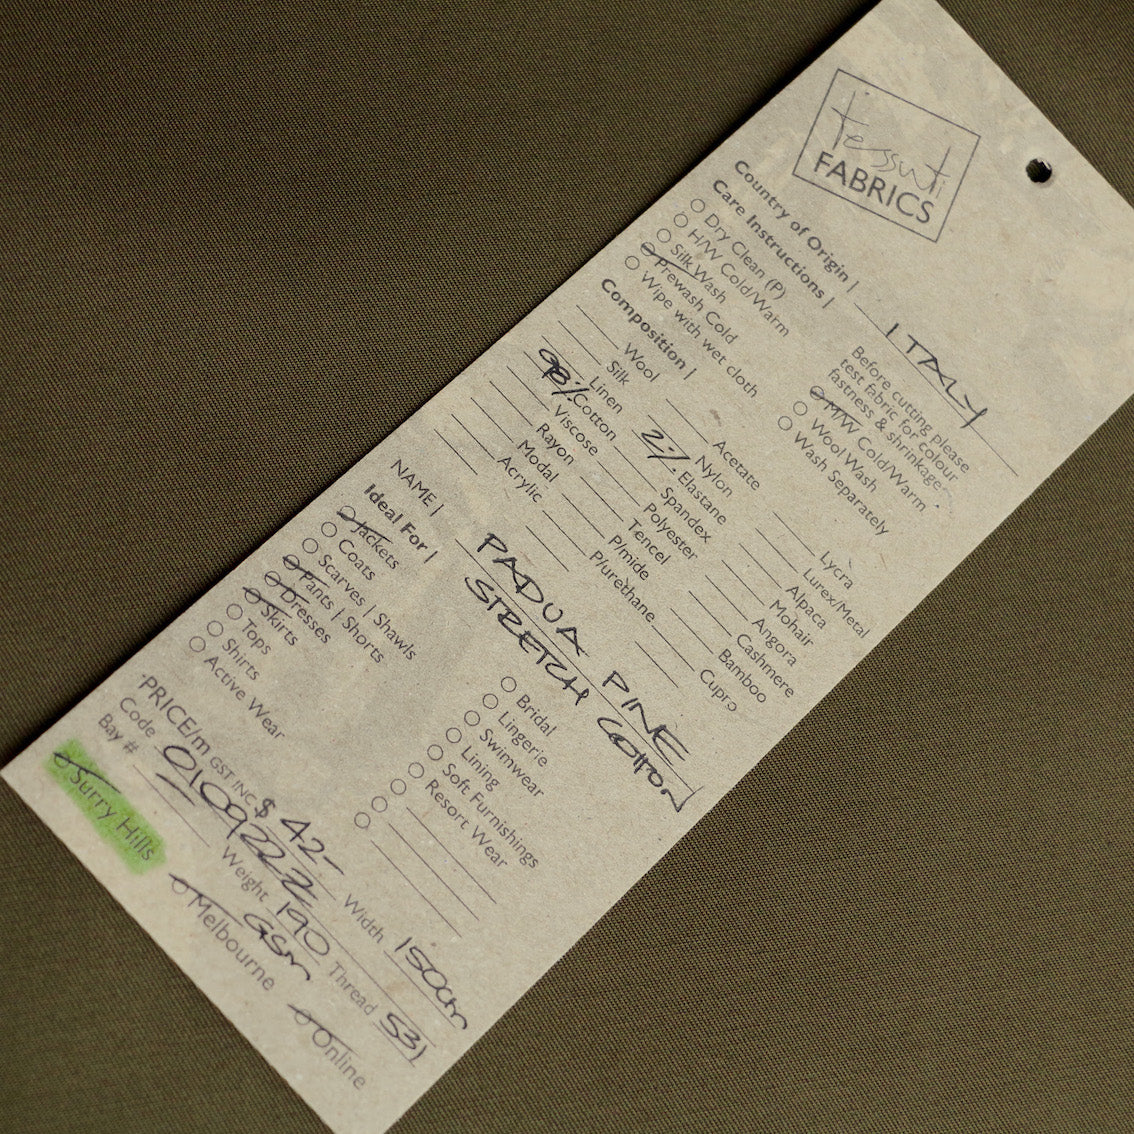 tessuti
FABRICS
Country of Origin | ITALY
Care Instructions |
Dry Clean (P)
H/W Cold/Warm
Silk Wash
Prewash Cold
Wipe with wet cloth
Before cutting please
test fabric for colour
fastness & shrinkage
M/W Cold/Warm
Wool Wash
Wash Separately
Composition |
Wool
Silk
Linen
98% Cotton
Viscose
Rayon
Modal
Acrylic
Acetate
Nylon
2% Elastane
Spandex
Polyester
Tencel
P/mide
P/urethane
Lycra
Lurex/Metal
Alpaca
Mohair
Angora
Cashmere
Bamboo
Cupro
NAME | PADUA PINE
STRETCH COTTON
Ideal For |
Jackets
Coats
Scarves | Shawls
Pants | Shorts
Dresses
Skirts
Tops
Shirts
Active Wear
Bridal
Lingerie
Swimwear
Lining
Soft Furnishings
Resort Wear
PRICE/m GST INC $ 42- Width 150cm
Code 0109222 Thread 531
Bay # Weight 190 GSM
Surry Hills Melbourne Online